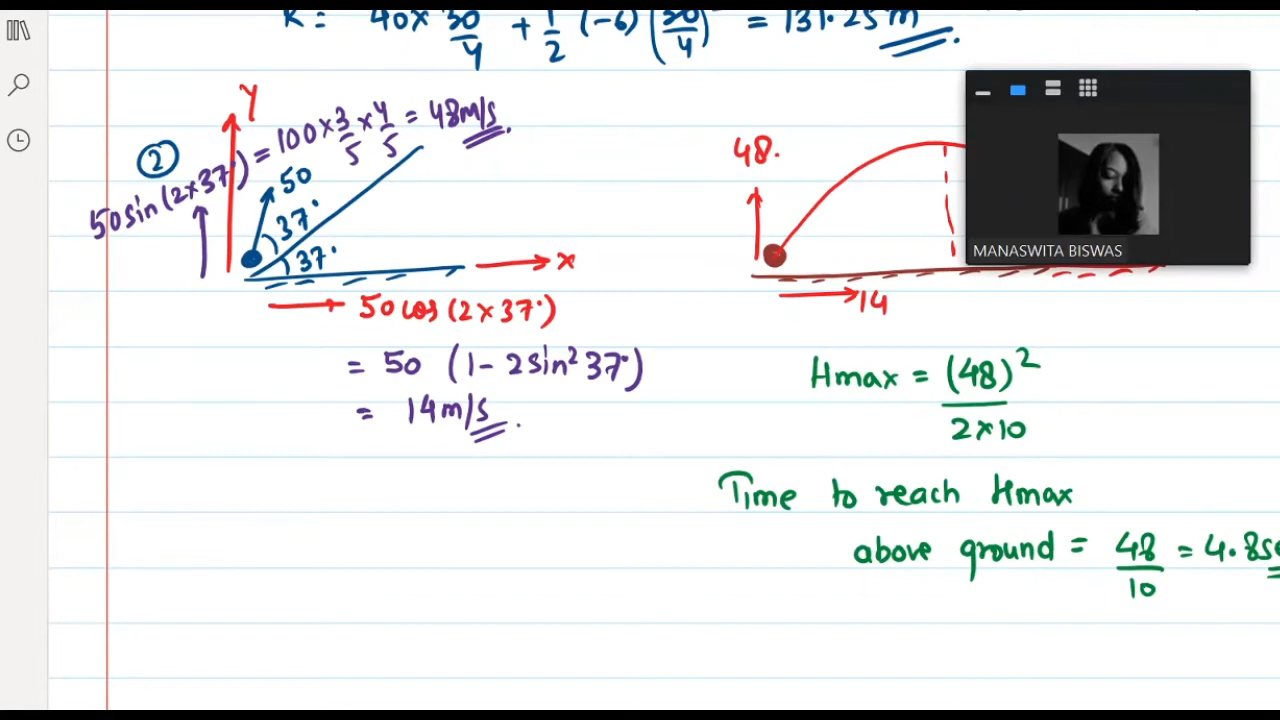 R = 40 × 30/4 + 1/2 (-6) (30/4) = 131.25 m
②
Y
50 sin (2×37°) = 100 × 3/5 × 4/5 = 48 m/s.
50
37°
37°
x
50 cos (2 × 37°)
= 50 (1 - 2 sin² 37°)
= 14 m/s.
48.
14
MANASWITA BISWAS
Hmax = (48)²/2×10
Time to reach Hmax
above ground = 48/10 = 4.8se